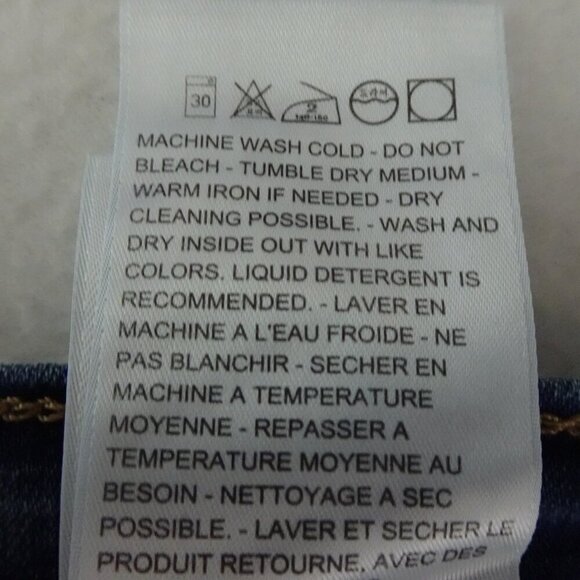 30
2
MACHINE WASH COLD - DO NOT
BLEACH - TUMBLE DRY MEDIUM -
WARM IRON IF NEEDED - DRY
CLEANING POSSIBLE. - WASH AND
DRY INSIDE OUT WITH LIKE
COLORS. LIQUID DETERGENT IS
RECOMMENDED. - LAVER EN
MACHINE A L'EAU FROIDE - NE
PAS BLANCHIR - SECHER EN
MACHINE A TEMPERATURE
MOYENNE - REPASSER A
TEMPERATURE MOYENNE AU
BESOIN - NETTOYAGE A SEC
POSSIBLE. - LAVER ET SECHER LE
PRODUIT RETOURNE. AVEC DES